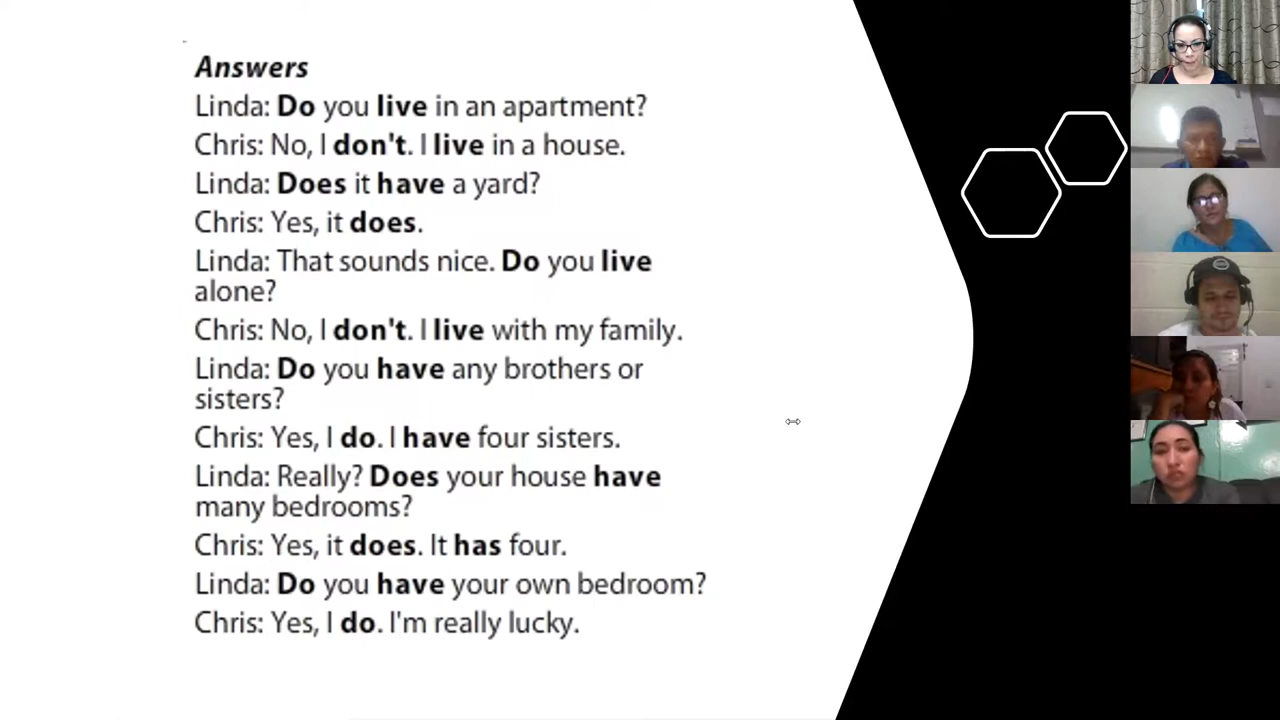 Answers
Linda: Do you live in an apartment?
Chris: No, I don't. I live in a house.
Linda: Does it have a yard?
Chris: Yes, it does.
Linda: That sounds nice. Do you live
alone?
Chris: No, I don't. I live with my family.
Linda: Do you have any brothers or
sisters?
Chris: Yes, I do. I have four sisters.
Linda: Really? Does your house have
many bedrooms?
Chris: Yes, it does. It has four.
Linda: Do you have your own bedroom?
Chris: Yes, I do. I'm really lucky.